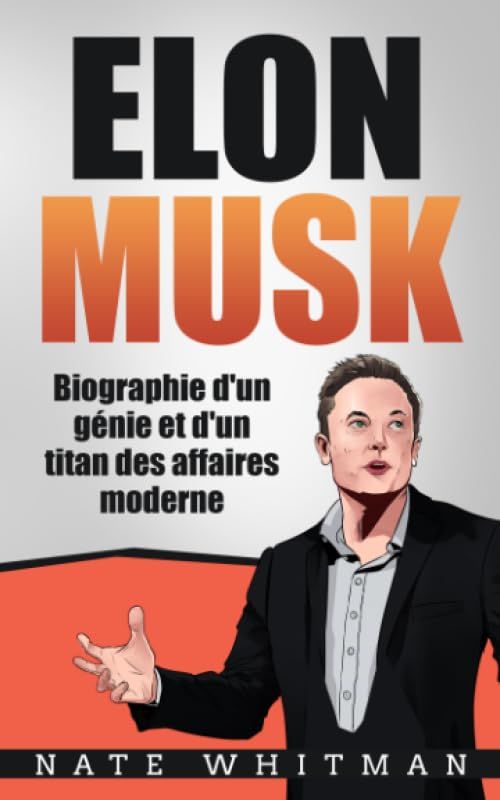 ELON
MUSK
Biographie d'un
génie et d'un
titan des affaires
moderne
NATE WHITMAN